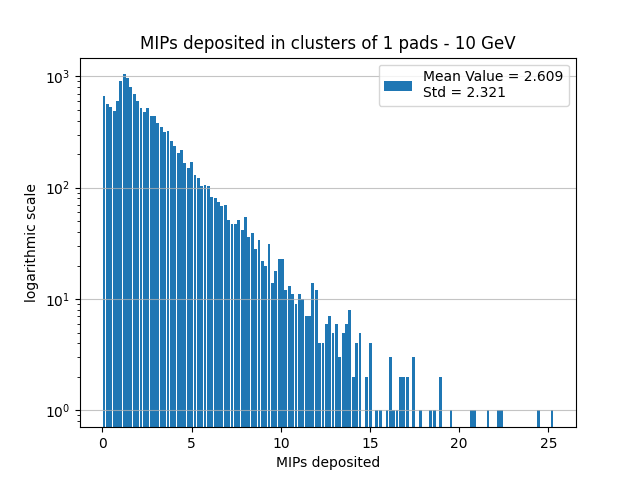 MIPs deposited in clusters of 1 pads - 10 GeV
Mean Value = 2.609
Std = 2.321
logarithmic scale
10³
10²
10¹
10⁰
0 5 10 15 20 25
MIPs deposited